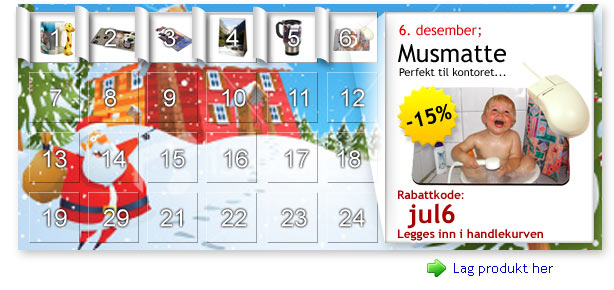 1 2 3 4 5 6
7 8 9 10 11 12
13 14 15 16 17 18
19 29 21 22 23 24
6. desember;
Musmatte
Perfekt til kontoret...
-15%
Rabattkode:
jul6
Legges inn i handlekurven
Lag produkt her